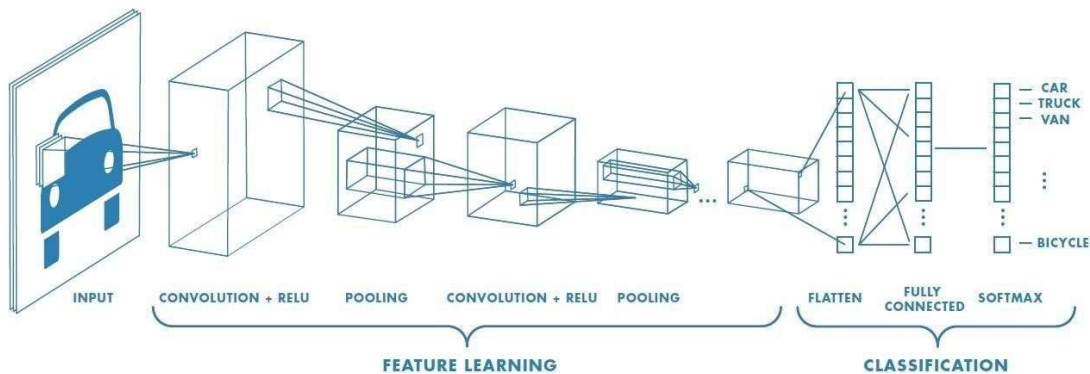 CAR
TRUCK
VAN
BICYCLE
INPUT
CONVOLUTION + RELU
POOLING
CONVOLUTION + RELU
POOLING
FLATTEN
FULLY
CONNECTED
SOFTMAX
FEATURE LEARNING
CLASSIFICATION